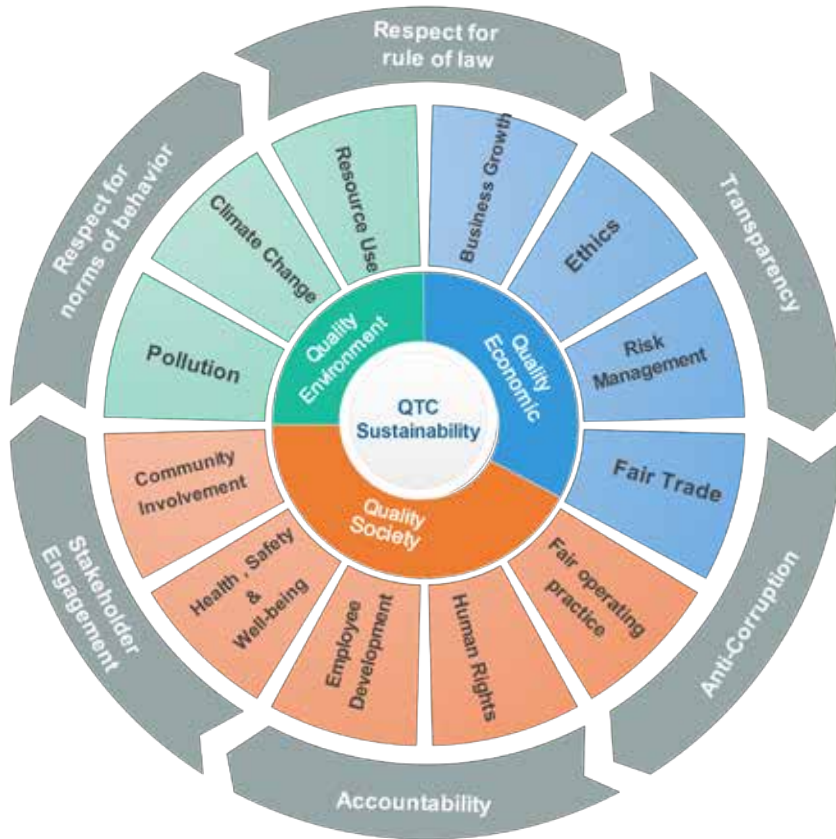 Respect for
rule of law
Transparency
Anti-Corruption
Accountability
Stakeholder
Engagement
Respect for
norms of behavior
Business Growth
Ethics
Risk
Management
Fair Trade
Fair operating
practice
Human Rights
Employee
Development
Health , Safety
&
Well-being
Community
Involvement
Pollution
Climate Change
Resource Use
Quality
Environment
Quality
Economic
Quality
Society
QTC
Sustainability